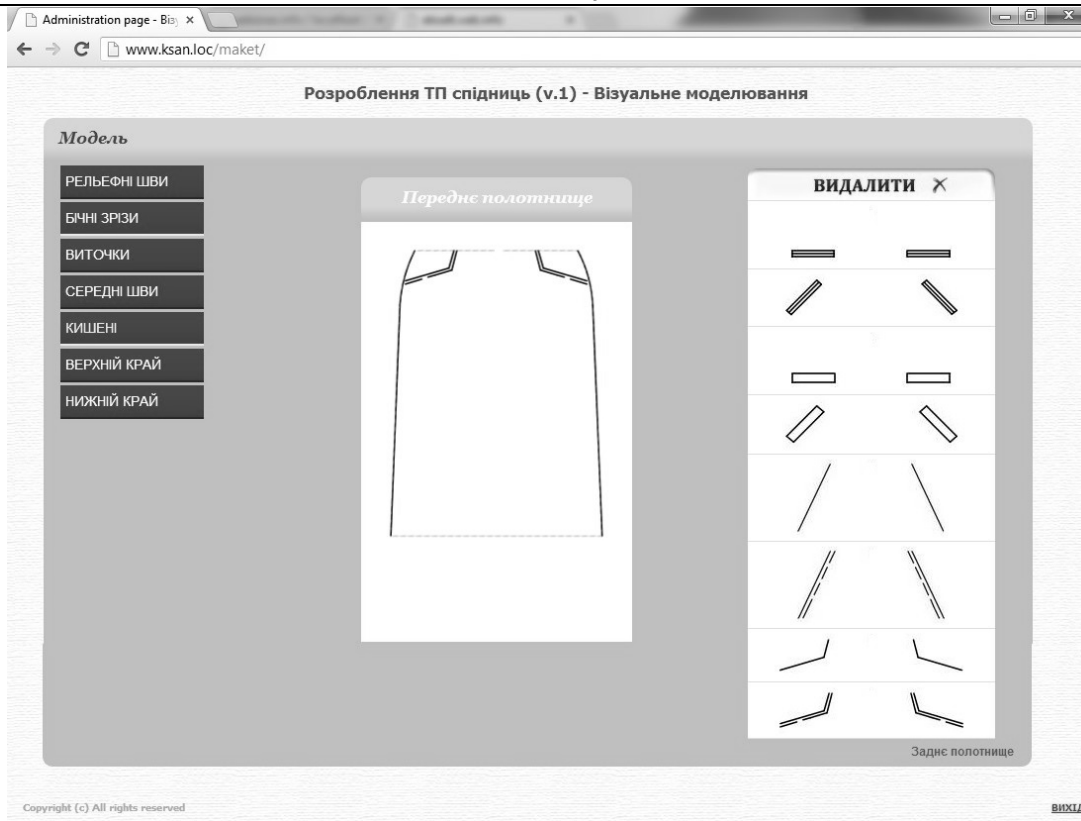 Administration page - Віз
www.ksan.loc/maket/
Розроблення ТП спідниць (v.1) - Візуальне моделювання
Модель
РЕЛЬЕФНІ ШВИ
БІЧНІ ЗРІЗИ
ВИТОЧКИ
СЕРЕДНІ ШВИ
КИШЕНІ
ВЕРХНІЙ КРАЙ
НИЖНІЙ КРАЙ
Переднє полотнище
ВИДАЛИТИ
Заднє полотнище
Copyright (c) All rights reserved
ВИХІД